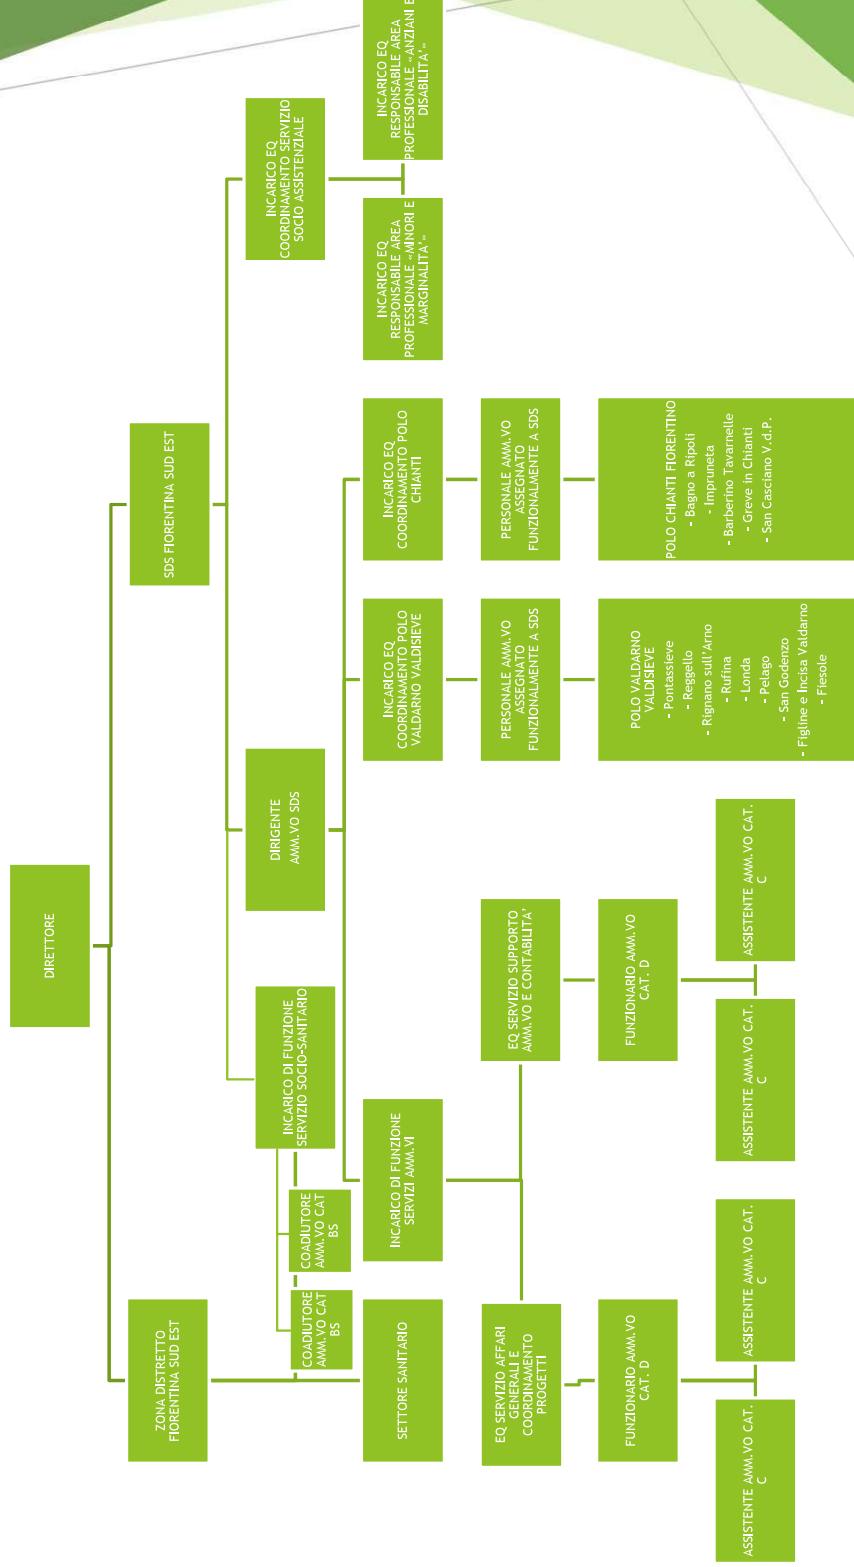 DIRETTORE
ZONA DISTRETTO
FIORENTINA SUD EST
SDS FIORENTINA SUD EST
INCARICO DI FUNZIONE
SERVIZIO SOCIO-SANITARIO
DIRIGENTE
AMM.VO SDS
INCARICO EQ
COORDINAMENTO SERVIZIO
SOCIO ASSISTENZIALE
COADIUTORE
AMM.VO CAT
BS
COADIUTORE
AMM.VO CAT
BS
SETTORE SANITARIO
INCARICO DI FUNZIONE
SERVIZI AMM.VI
INCARICO EQ
COORDINAMENTO POLO
VALDARNO VALDISIEVE
INCARICO EQ
COORDINAMENTO POLO
CHIANTI
INCARICO EQ
RESPONSABILE AREA
PROFESSIONALE «MINORI E
MARGINALITA'»
INCARICO EQ
RESPONSABILE AREA
PROFESSIONALE «ANZIANI E
DISABILITA'»
EQ SERVIZIO AFFARI
GENERALI E
COORDINAMENTO
PROGETTI
EQ SERVIZIO SUPPORTO
AMM.VO E CONTABILITA'
PERSONALE AMM.VO
ASSEGNATO
FUNZIONALMENTE A SDS
PERSONALE AMM.VO
ASSEGNATO
FUNZIONALMENTE A SDS
FUNZIONARIO AMM.VO
CAT. D
FUNZIONARIO AMM.VO
CAT. D
POLO VALDARNO
VALDISIEVE
- Pontassieve
- Reggello
- Rignano sull'Arno
- Rufina
- Londa
- Pelago
- San Godenzo
- Figline e Incisa Valdarno
- Fiesole
POLO CHIANTI FIORENTINO
- Bagno a Ripoli
- Impruneta
- Barberino Tavarnelle
- Greve in Chianti
- San Casciano V.d.P.
ASSISTENTE AMM.VO CAT.
C
ASSISTENTE AMM.VO CAT.
C
ASSISTENTE AMM.VO CAT.
C
ASSISTENTE AMM.VO CAT.
C